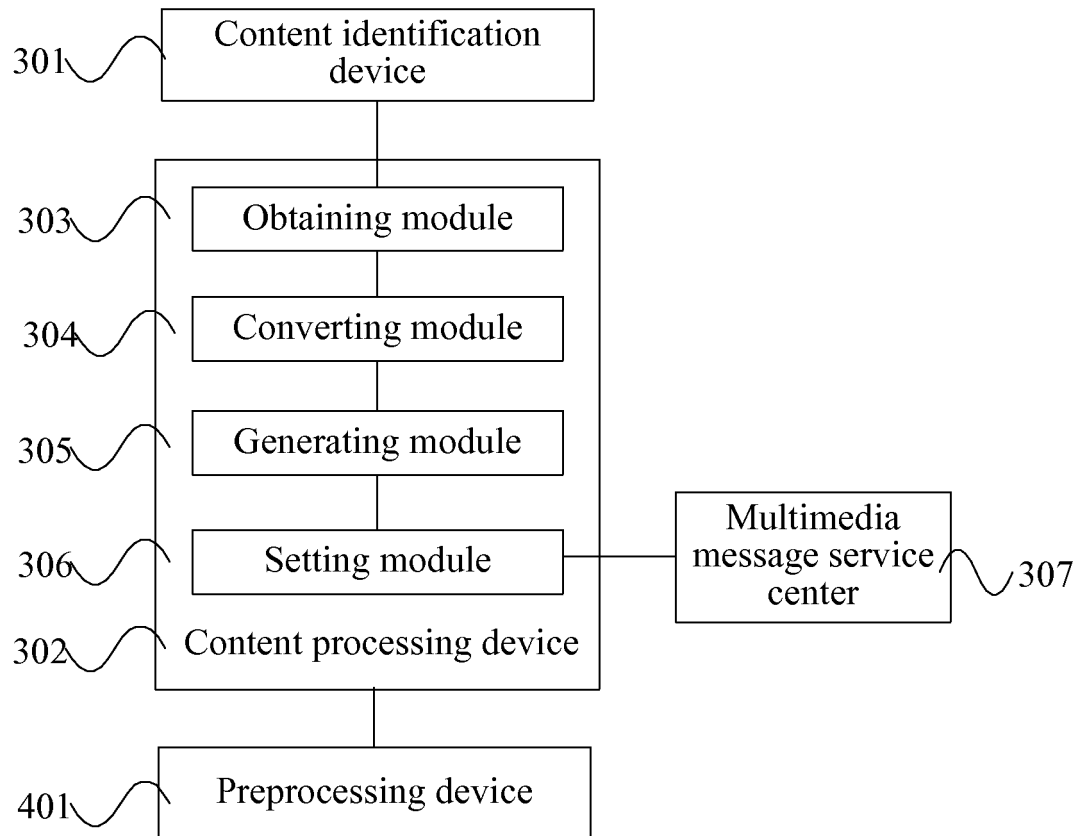 Content identification
device
301
303
Obtaining module
304
Converting module
305
Generating module
306
Setting module
Multimedia
message service
center
307
302
Content processing device
401
Preprocessing device